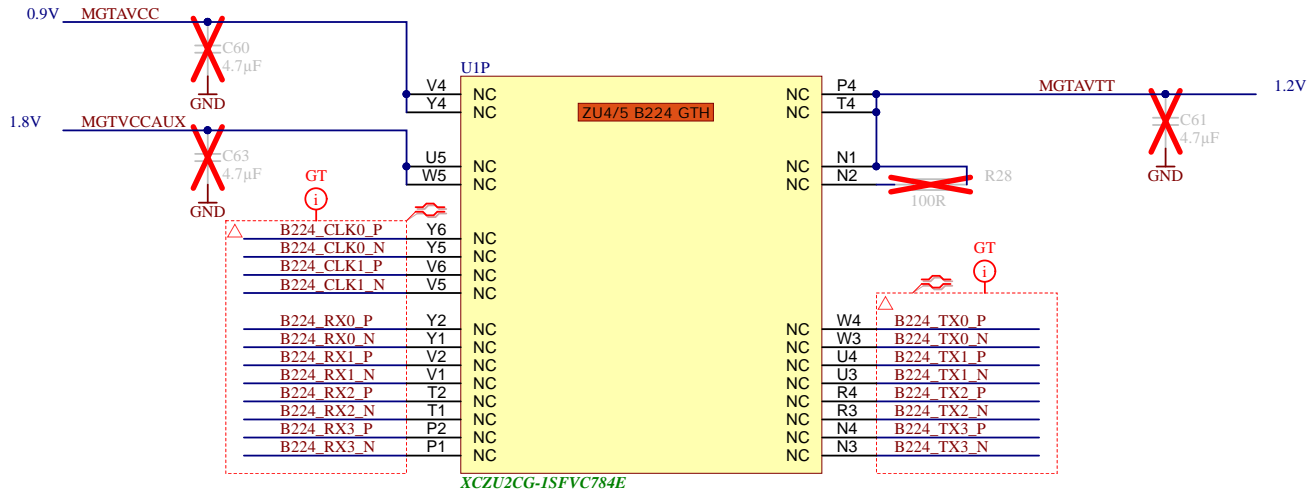 0.9V MGTAVCC
C60
4.7µF
GND
U1P
1.8V MGTVCCAUX
C63
4.7µF
GND
V4 NC
Y4 NC
U5 NC
W5 NC
ZU4/5 B224 GTH
NC P4
NC T4
NC N1
NC N2
MGTAVTT 1.2V
C61
4.7µF
GND
R28
100R
GT
i
B224_CLK0_P Y6 NC
B224_CLK0_N Y5 NC
B224_CLK1_P V6 NC
B224_CLK1_N V5 NC
B224_RX0_P Y2 NC
B224_RX0_N Y1 NC
B224_RX1_P V2 NC
B224_RX1_N V1 NC
B224_RX2_P T2 NC
B224_RX2_N T1 NC
B224_RX3_P P2 NC
B224_RX3_N P1 NC
GT
i
NC W4 B224_TX0_P
NC W3 B224_TX0_N
NC U4 B224_TX1_P
NC U3 B224_TX1_N
NC R4 B224_TX2_P
NC R3 B224_TX2_N
NC N4 B224_TX3_P
NC N3 B224_TX3_N
XCZU2CG-1SFVC784E